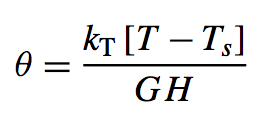 θ = k_T [T − T_s] / GH